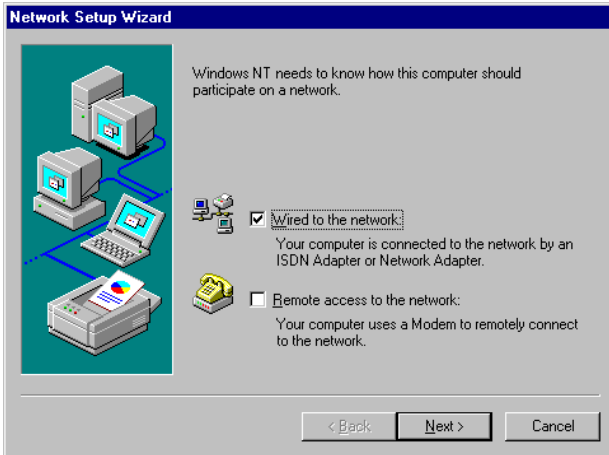 Network Setup Wizard
Windows NT needs to know how this computer should
participate on a network.
Wired to the network:
Your computer is connected to the network by an
ISDN Adapter or Network Adapter.
Remote access to the network:
Your computer uses a Modem to remotely connect
to the network.
< Back Next > Cancel